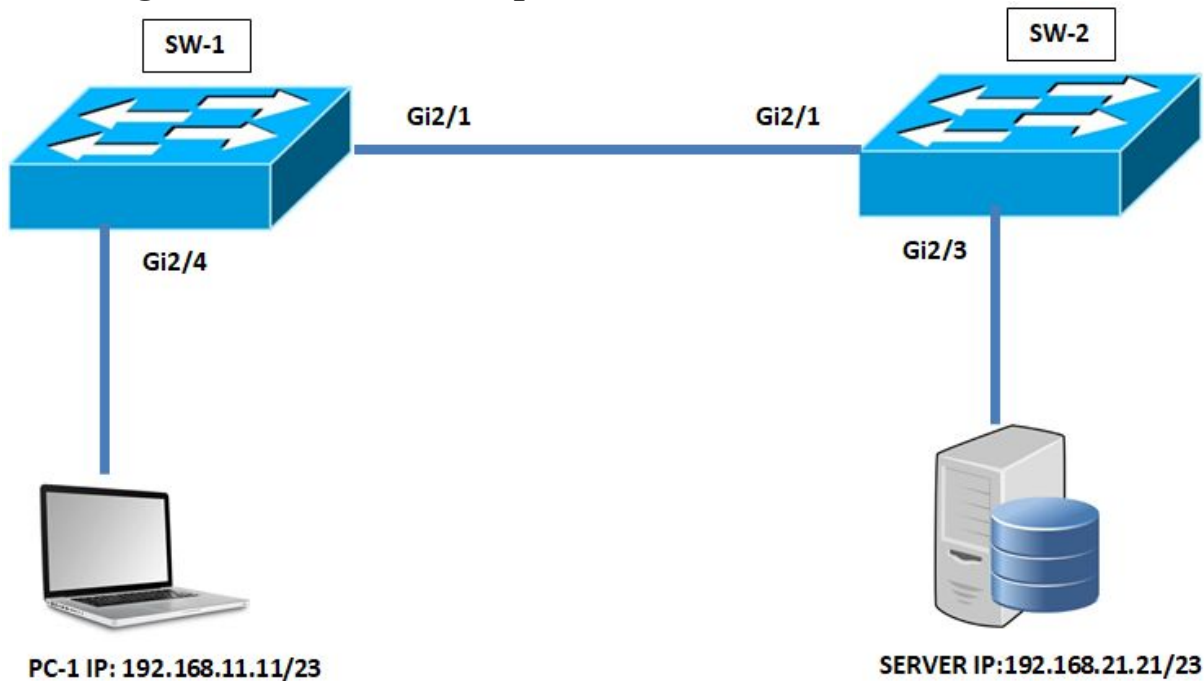 SW-1
SW-2
Gi2/1
Gi2/1
Gi2/4
Gi2/3
PC-1 IP: 192.168.11.11/23
SERVER IP:192.168.21.21/23